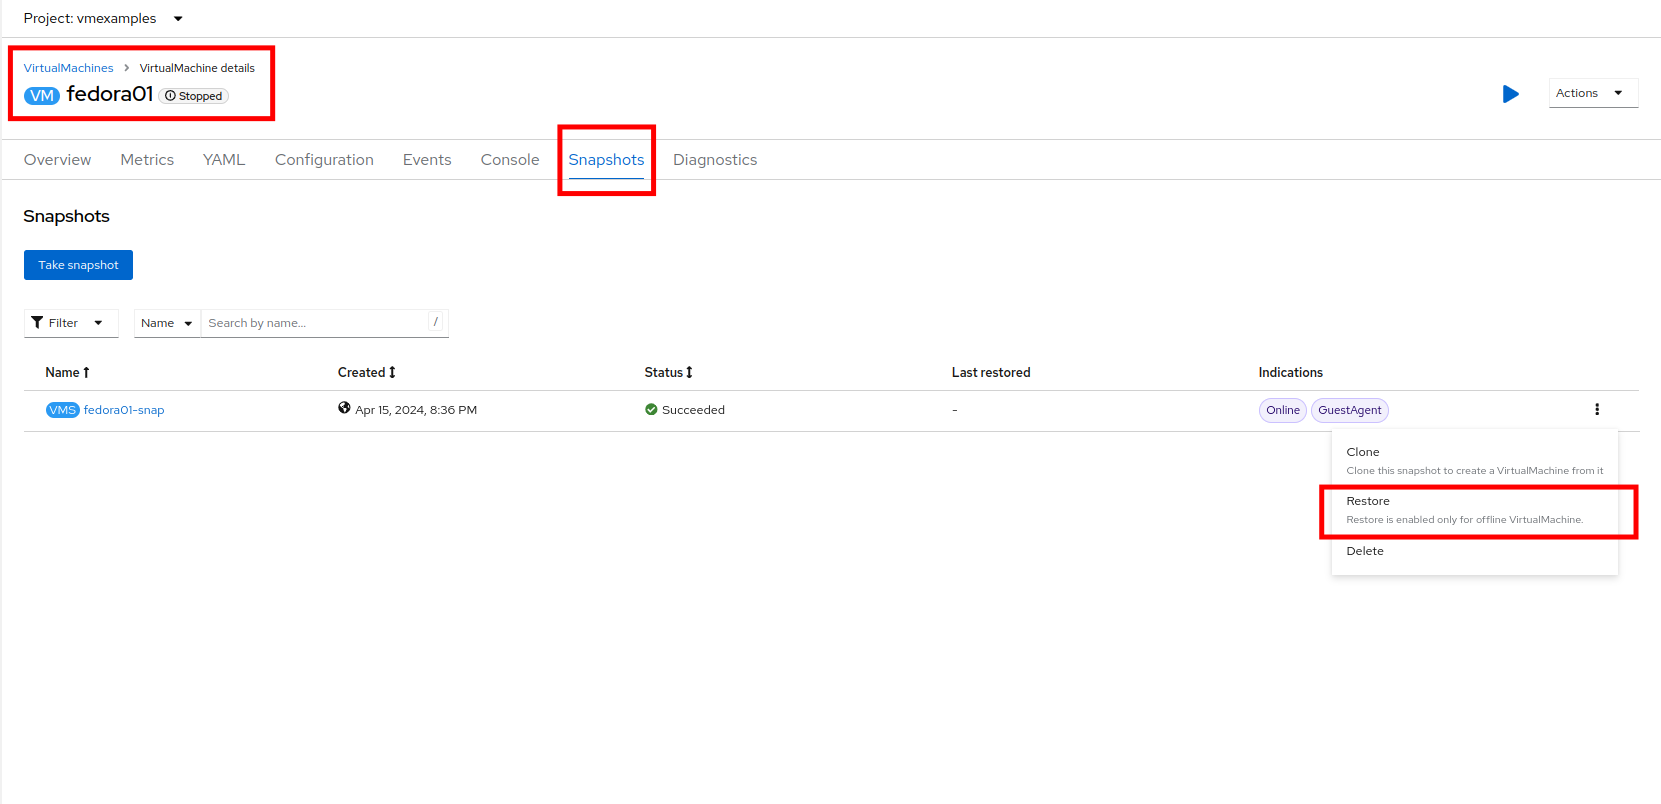 Project: vmexamples
VirtualMachines > VirtualMachine details
VM fedora01 Stopped
Actions
Overview Metrics YAML Configuration Events Console Snapshots Diagnostics
Snapshots
Take snapshot
Filter Name Search by name... /
Name Created Status Last restored Indications
VMS fedora01-snap Apr 15, 2024, 8:36 PM Succeeded - Online GuestAgent
Clone
Clone this snapshot to create a VirtualMachine from it
Restore
Restore is enabled only for offline VirtualMachine.
Delete